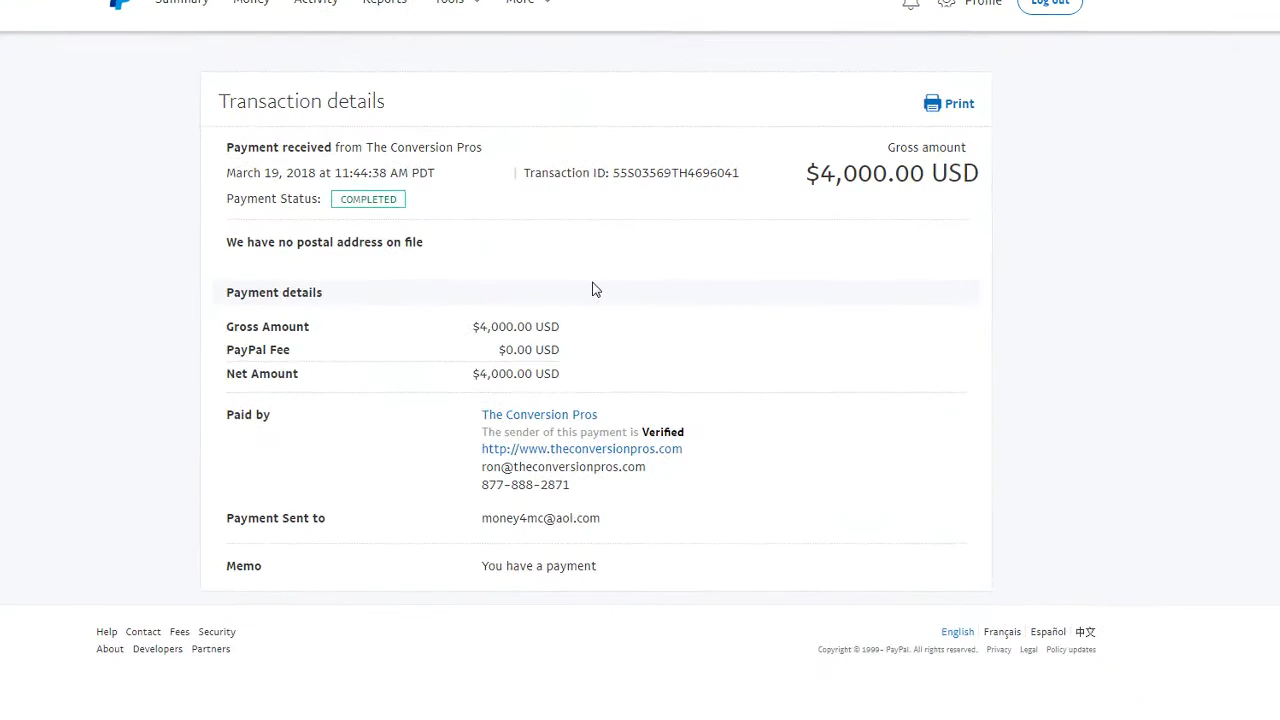 Summary Money Activity Reports Tools More Profile Log out
Transaction details
Print
Payment received from The Conversion Pros
Gross amount
March 19, 2018 at 11:44:38 AM PDT | Transaction ID: 55S03569TH4696041
$4,000.00 USD
Payment Status: COMPLETED
We have no postal address on file
Payment details
Gross Amount $4,000.00 USD
PayPal Fee $0.00 USD
Net Amount $4,000.00 USD
Paid by The Conversion Pros
The sender of this payment is Verified
http://www.theconversionpros.com
ron@theconversionpros.com
877-888-2871
Payment Sent to money4mc@aol.com
Memo You have a payment
Help Contact Fees Security
English Français Español 中文
About Developers Partners
Copyright © 1999- PayPal. All rights reserved. Privacy Legal Policy updates